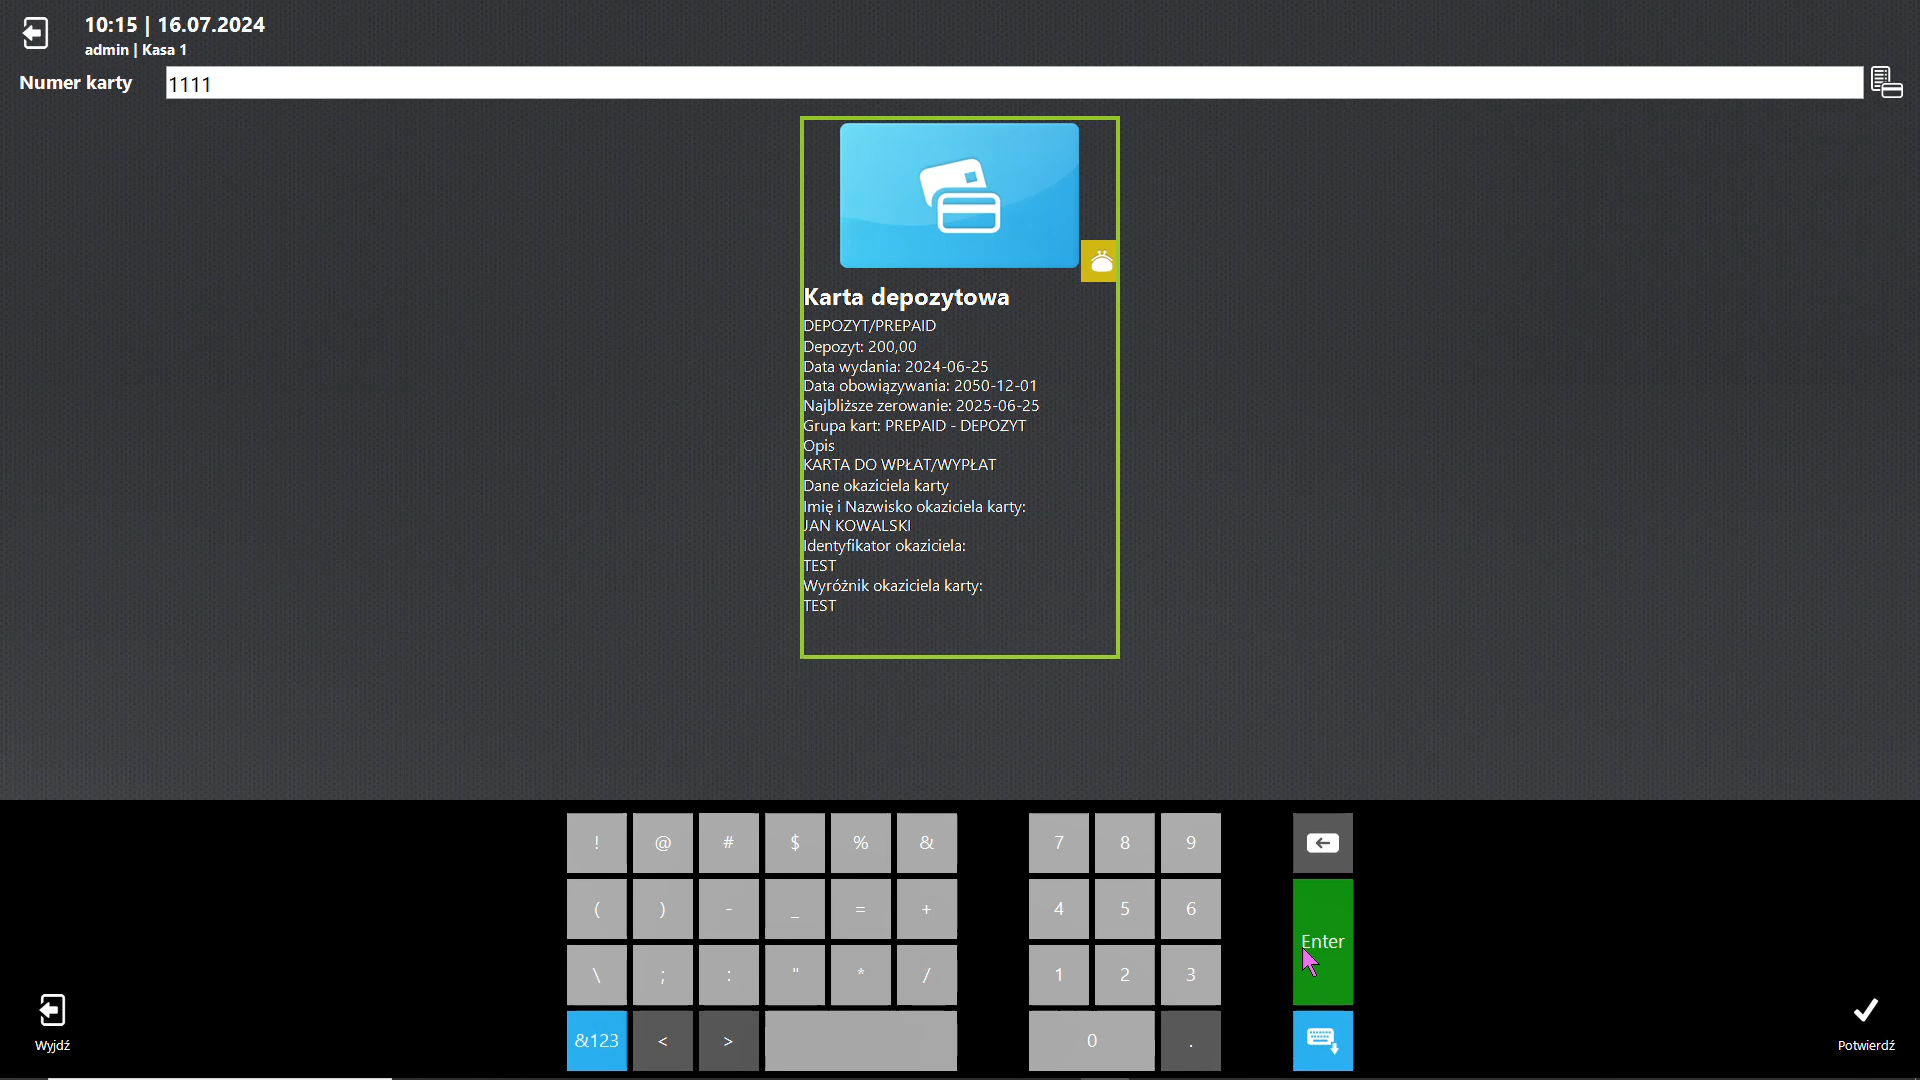 10:15 | 16.07.2024
admin | Kasa 1
Numer karty
1111
Karta depozytowa
DEPOZYT/PREPAID
Depozyt: 200,00
Data wydania: 2024-06-25
Data obowiązywania: 2050-12-01
Najbliższe zerowanie: 2025-06-25
Grupa kart: PREPAID - DEPOZYT
Opis
KARTA DO WPŁAT/WYPŁAT
Dane okaziciela karty
Imię i Nazwisko okaziciela karty:
JAN KOWALSKI
Identyfikator okaziciela:
TEST
Wyróżnik okaziciela karty:
TEST
! @ # $ % & 7 8 9
( ) - _ = + 4 5 6
Enter
\ ; : " * / 1 2 3
&123 < > 0 .
Wyjdź
Potwierdź